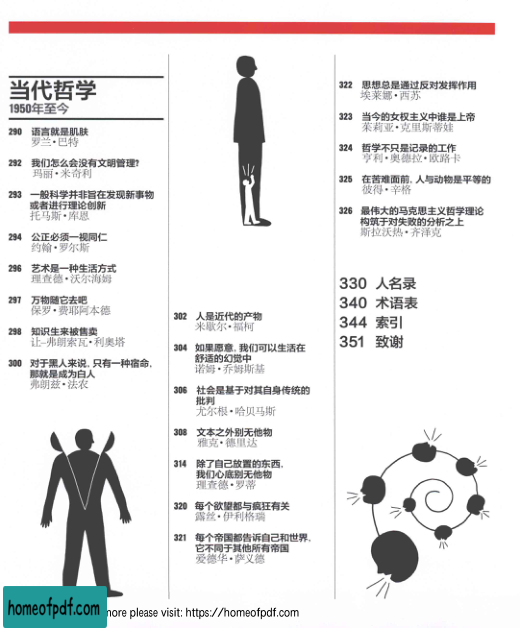 当代哲学
1950年至今
290 语言就是肌肤
罗兰•巴特
292 我们怎么会没有文明管理?
玛丽•米奇利
293 一般科学并非旨在发现新事物
或者进行理论创新
托马斯•库恩
294 公正必须一视同仁
约翰•罗尔斯
296 艺术是一种生活方式
理查德•沃尔海姆
297 万物随它去吧
保罗•费耶阿本德
298 知识生来被售卖
让-弗朗索瓦•利奥塔
300 对于黑人来说，只有一种宿命，
那就是成为白人
弗朗兹•法农
302 人是近代的产物
米歇尔•福柯
304 如果愿意，我们可以生活在
舒适的幻觉中
诺姆•乔姆斯基
306 社会是基于对其自身传统的
批判
尤尔根•哈贝马斯
308 文本之外别无他物
雅克•德里达
314 除了自己放置的东西，
我们心底别无他物
理查德•罗蒂
320 每个欲望都与疯狂有关
露丝•伊利格瑞
321 每个帝国都告诉自己和世界，
它不同于其他所有帝国
爱德华•萨义德
322 思想总是通过反对发挥作用
埃莱娜•西苏
323 当今的女权主义中谁是上帝
茱莉亚•克里斯蒂娃
324 哲学不只是记录的工作
亨利•奥德拉•欧路卡
325 在苦难面前，人与动物是平等的
彼得•辛格
326 最伟大的马克思主义哲学理论
构筑于对失败的分析之上
斯拉沃热•齐泽克
330 人名录
340 术语表
344 索引
351 致谢
homeofpdf.com
more please visit: https://homeofpdf.com